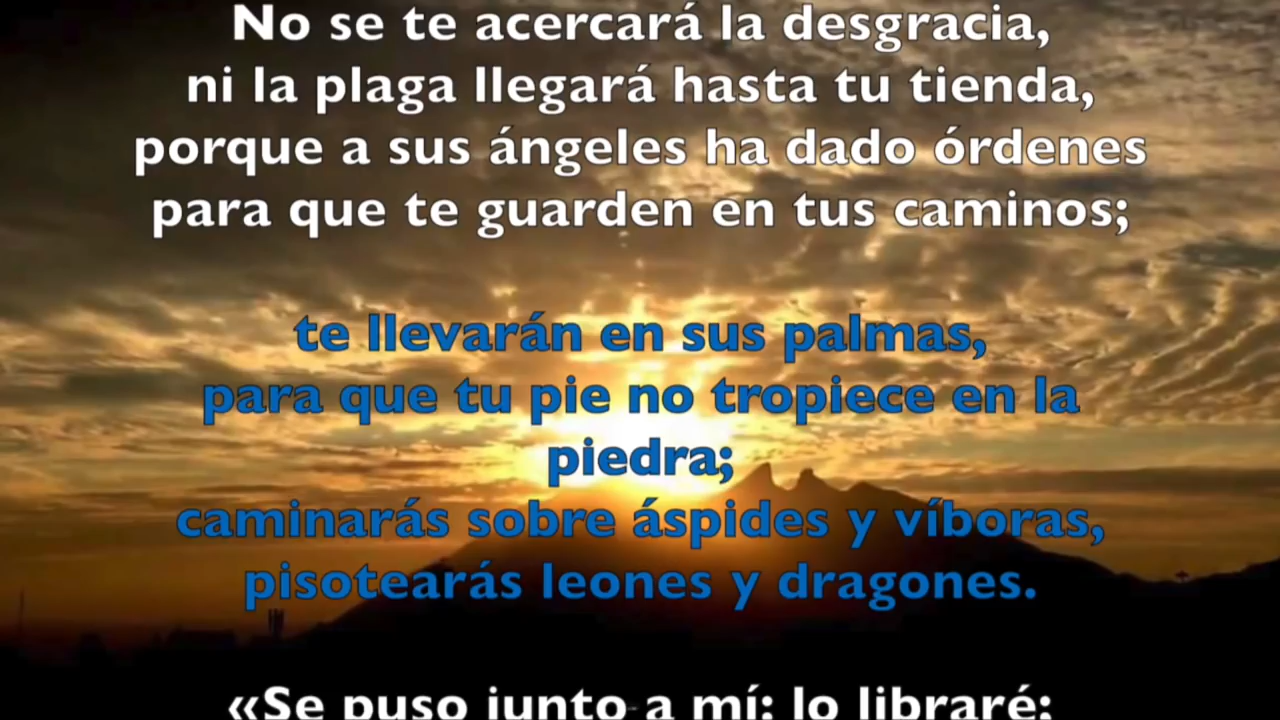 No se te acercará la desgracia,
ni la plaga llegará hasta tu tienda,
porque a sus ángeles ha dado órdenes
para que te guarden en tus caminos;
te llevarán en sus palmas,
para que tu pie no tropiece en la
piedra;
caminarás sobre áspides y víboras,
pisotearás leones y dragones.
«Se puso junto a mí: lo libraré;